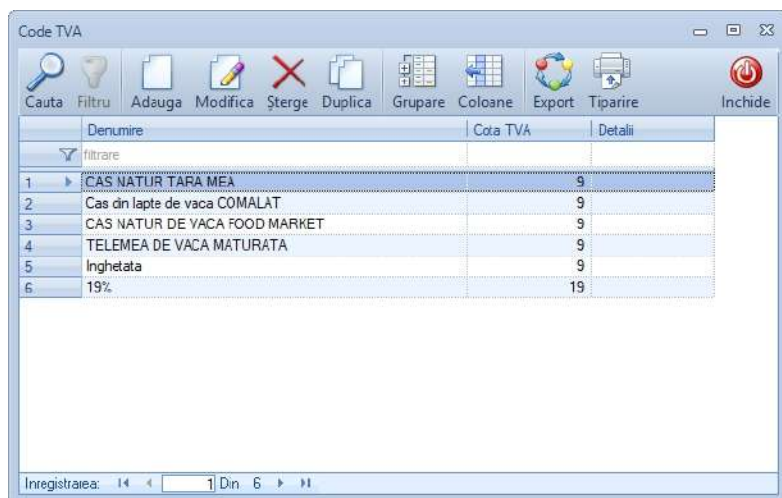 Code TVA
Cauta Filtru Adauga Modifica Șterge Duplica Grupare Coloane Export Tiparire Inchide
Denumire Cota TVA Detalii
filtrare
1 CAS NATUR TARA MEA 9
2 Cas din lapte de vaca COMALAT 9
3 CAS NATUR DE VACA FOOD MARKET 9
4 TELEMEA DE VACA MATURATA 9
5 Inghetata 9
6 19% 19
Inregistrarea: 1 Din 6